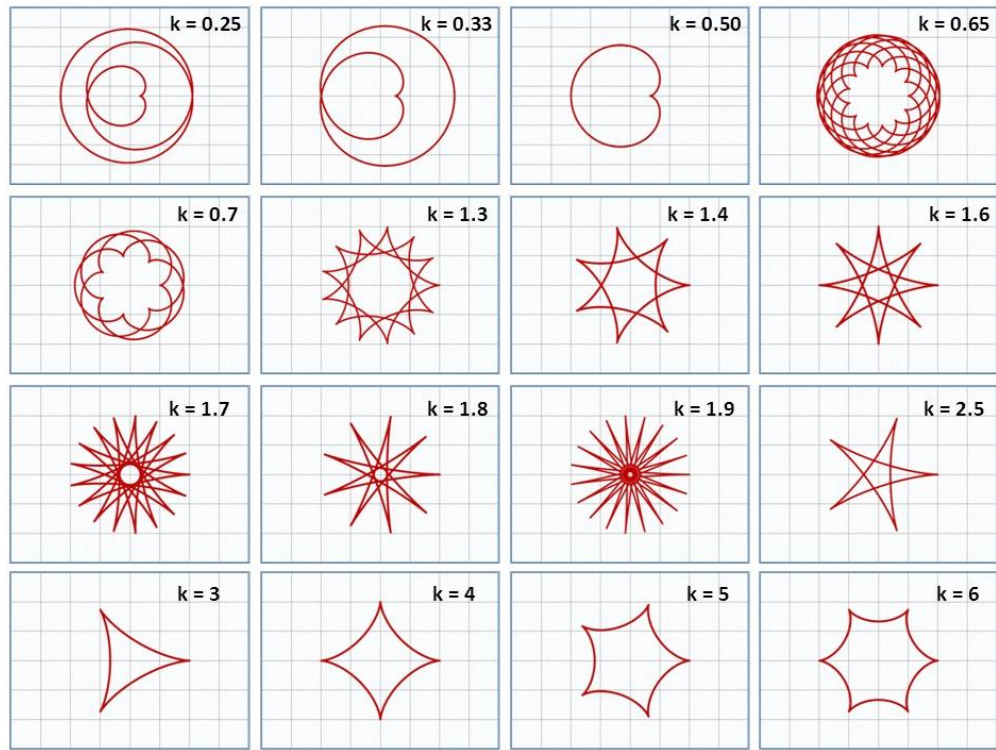 k = 0.25
k = 0.33
k = 0.50
k = 0.65
k = 0.7
k = 1.3
k = 1.4
k = 1.6
k = 1.7
k = 1.8
k = 1.9
k = 2.5
k = 3
k = 4
k = 5
k = 6